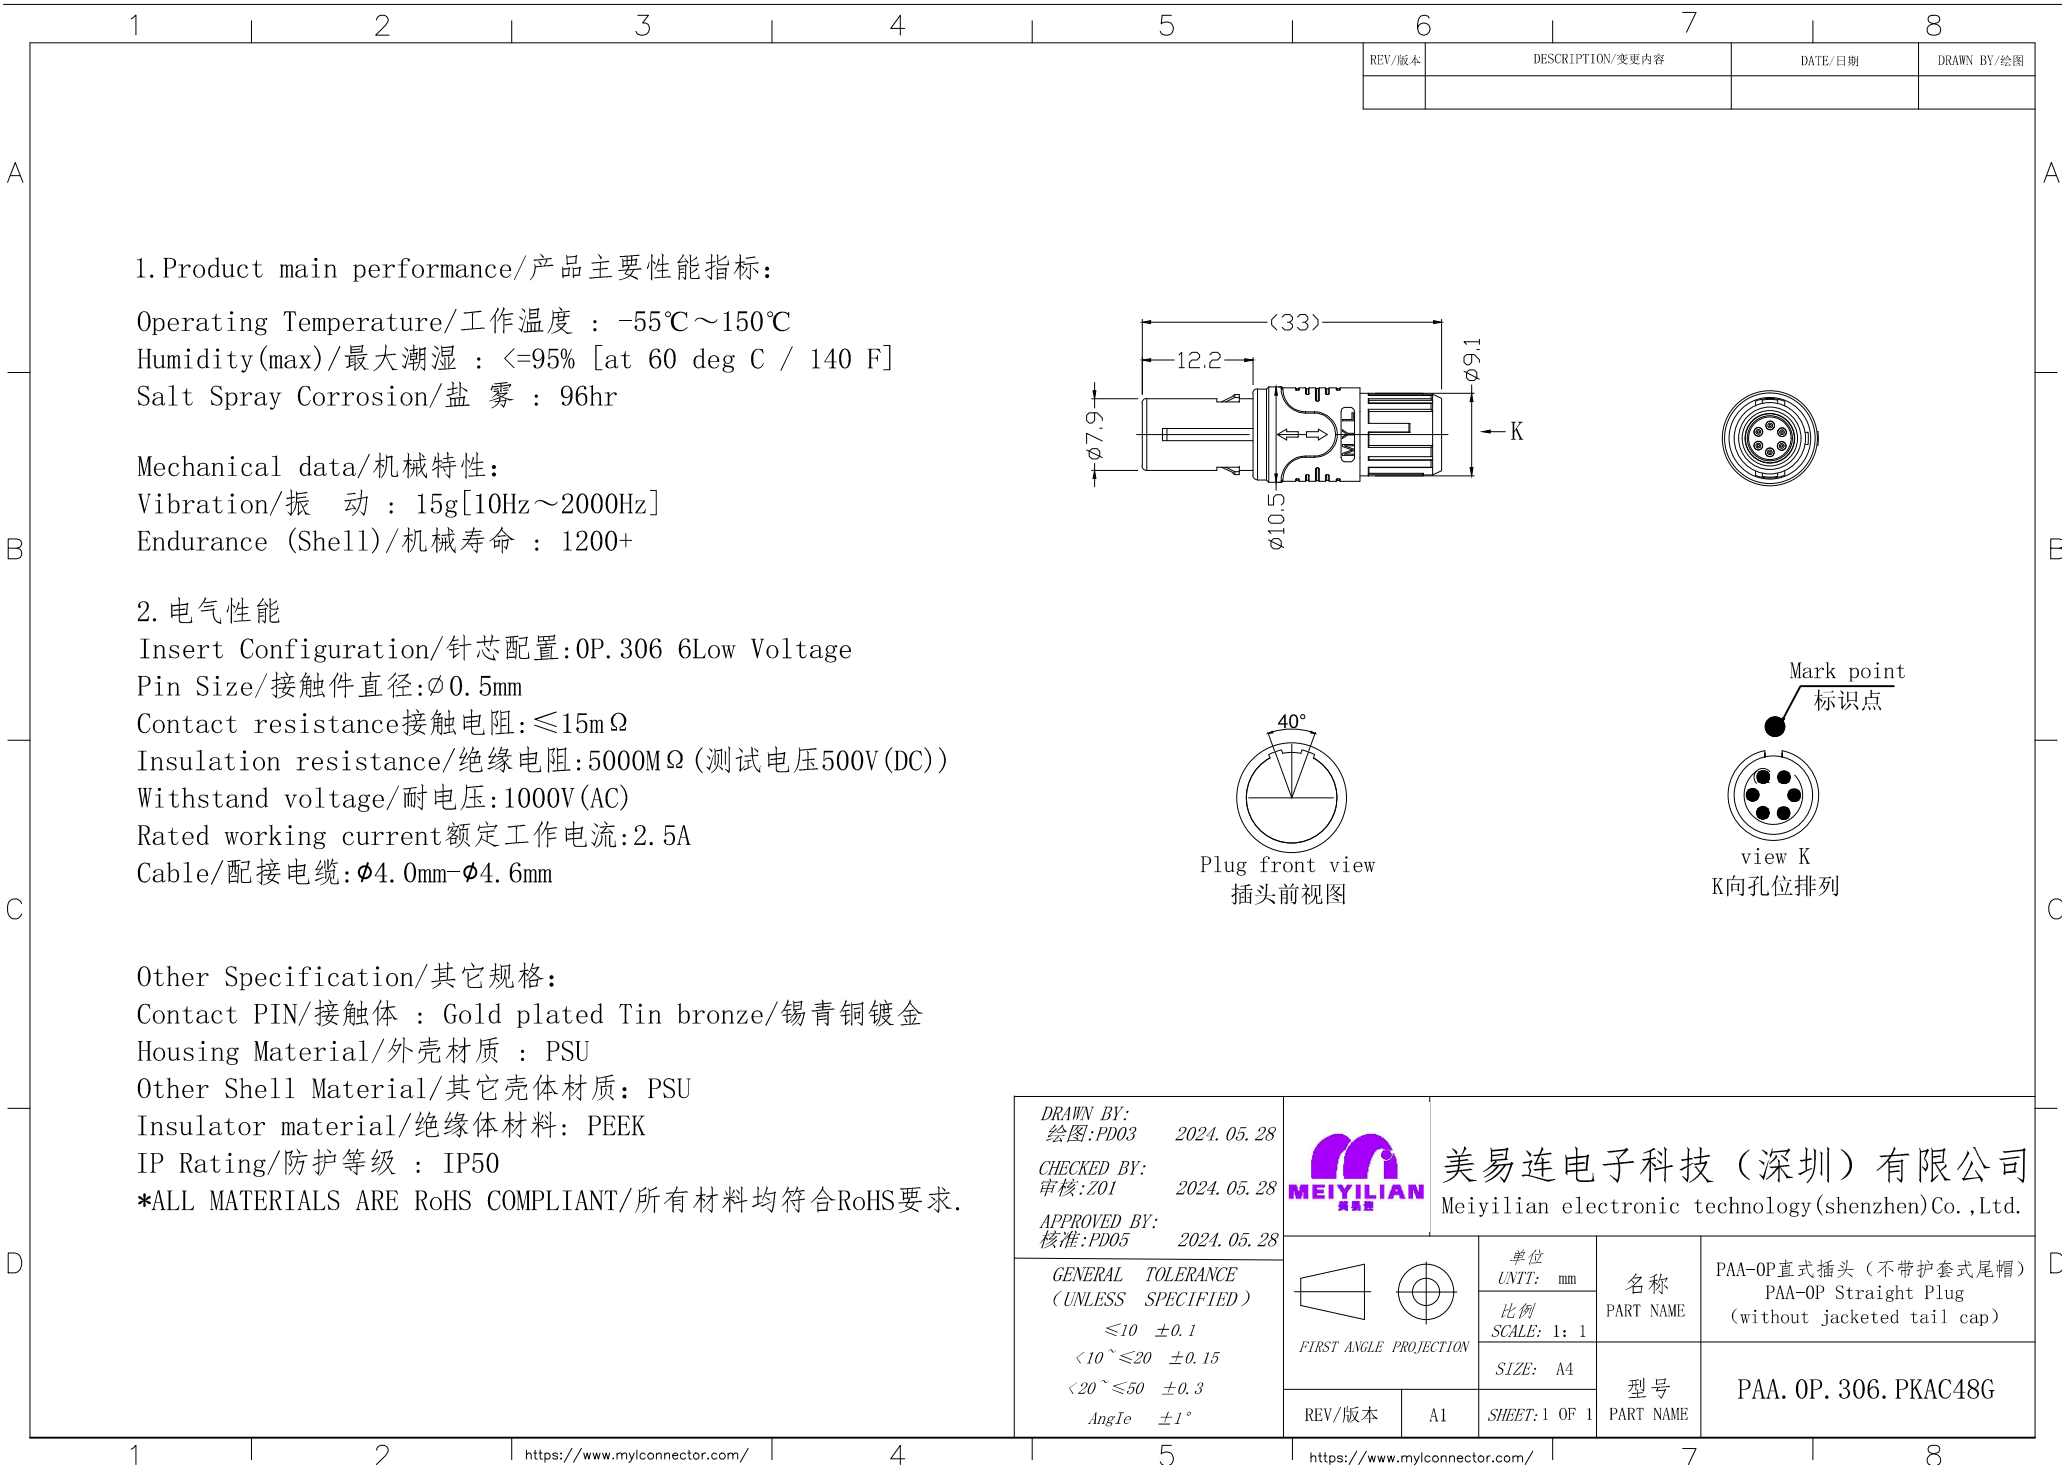 1 2 3 4 5 6 7 8
REV/版本 DESCRIPTION/变更内容 DATE/日期 DRAWN BY/绘图
A A
1.Product main performance/产品主要性能指标:
Operating Temperature/工作温度 : -55℃～150℃
Humidity(max)/最大潮湿 : <=95% [at 60 deg C / 140 F]
Salt Spray Corrosion/盐 雾 : 96hr
Mechanical data/机械特性:
Vibration/振 动 : 15g[10Hz～2000Hz]
Endurance (Shell)/机械寿命 : 1200+
B B
2.电气性能
Insert Configuration/针芯配置:0P.306 6Low Voltage
Pin Size/接触件直径:∅0.5mm
Contact resistance接触电阻:≤15mΩ
Insulation resistance/绝缘电阻:5000MΩ(测试电压500V(DC))
Withstand voltage/耐电压:1000V(AC)
Rated working current额定工作电流:2.5A
Cable/配接电缆:ϕ4.0mm-ϕ4.6mm
C C
Other Specification/其它规格:
Contact PIN/接触体 : Gold plated Tin bronze/锡青铜镀金
Housing Material/外壳材质 : PSU
Other Shell Material/其它壳体材质: PSU
Insulator material/绝缘体材料: PEEK
IP Rating/防护等级 : IP50
*ALL MATERIALS ARE RoHS COMPLIANT/所有材料均符合RoHS要求.
D D
(33)
12.2
ø9.1
ø7.9
ø10.5
MYL
K
40°
Plug front view
插头前视图
Mark point
标识点
view K
K向孔位排列
DRAWN BY:
绘图:PD03 2024.05.28
CHECKED BY:
审核:Z01 2024.05.28
APPROVED BY:
核准:PD05 2024.05.28
GENERAL TOLERANCE
(UNLESS SPECIFIED)
≤10 ±0.1
<10~≤20 ±0.15
<20~≤50 ±0.3
AngIe ±1°
MEIYILIAN
美易连
美易连电子科技（深圳）有限公司
Meiyilian electronic technology(shenzhen)Co.,Ltd.
FIRST ANGLE PROJECTION
REV/版本 A1
单位
UNTT: mm
比例
SCALE: 1: 1
SIZE: A4
SHEET:1 OF 1
名称
PART NAME
PAA-0P直式插头（不带护套式尾帽）
PAA-0P Straight Plug
(without jacketed tail cap)
型号
PART NAME
PAA.0P.306.PKAC48G
1 2 https://www.mylconnector.com/ 4 5 https://www.mylconnector.com/ 7 8